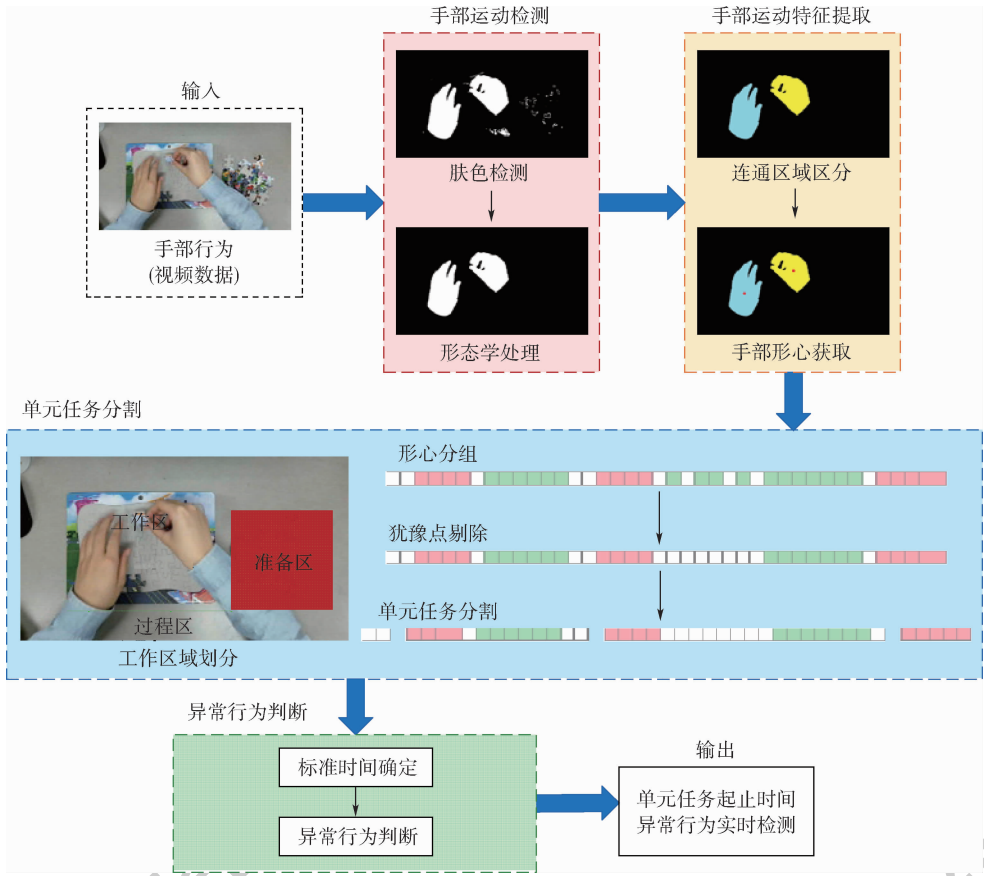 手部运动检测
手部运动特征提取
输入
手部行为
(视频数据)
肤色检测
形态学处理
连通区域区分
手部形心获取
单元任务分割
工作区
准备区
过程区
工作区域划分
形心分组
犹豫点剔除
单元任务分割
异常行为判断
标准时间确定
异常行为判断
输出
单元任务起止时间
异常行为实时检测